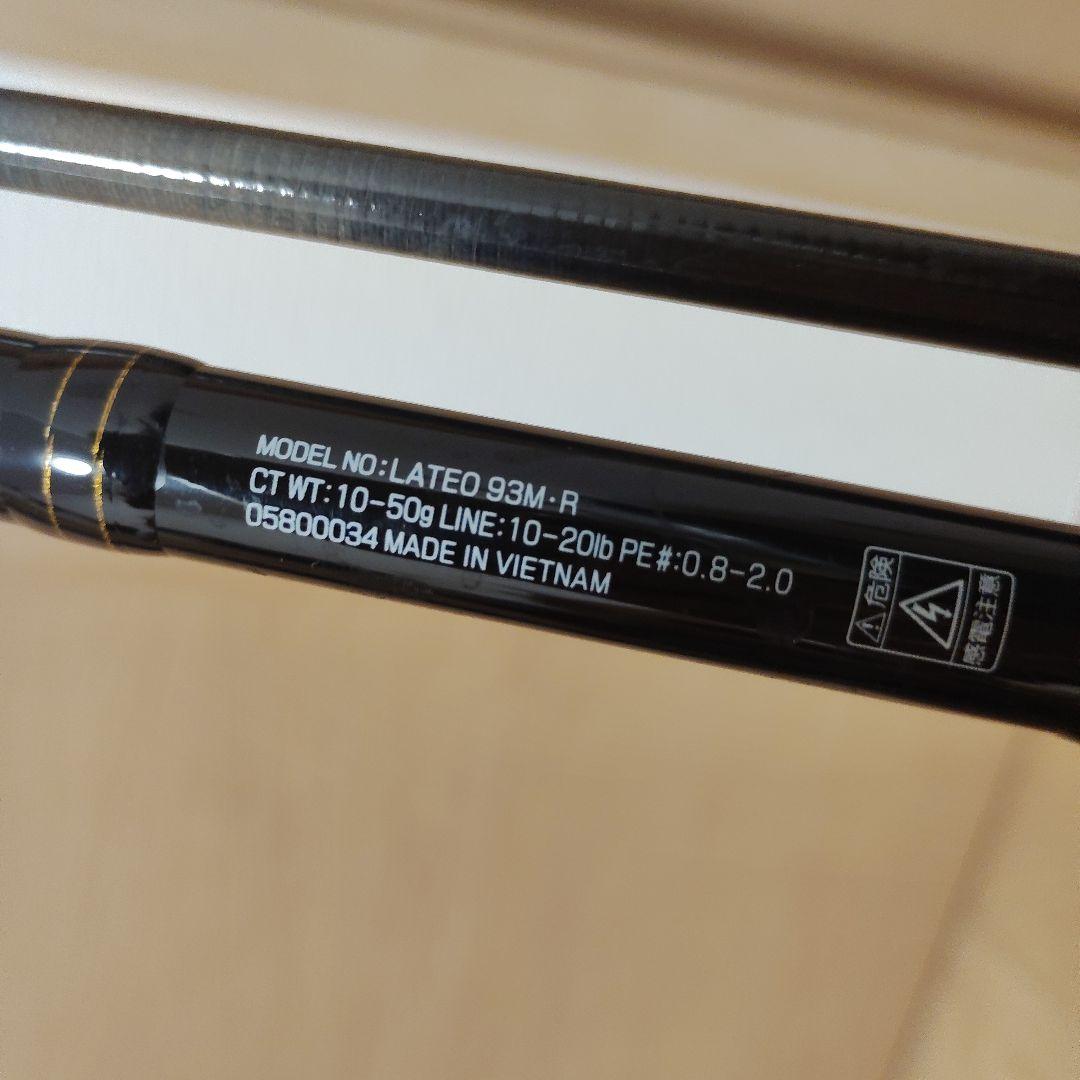 MODEL NO:LATEO 93M・R
CT WT:10-50g LINE:10-20lb PE#:0.8-2.0
05800034 MADE IN VIETNAM
危険
感電注意